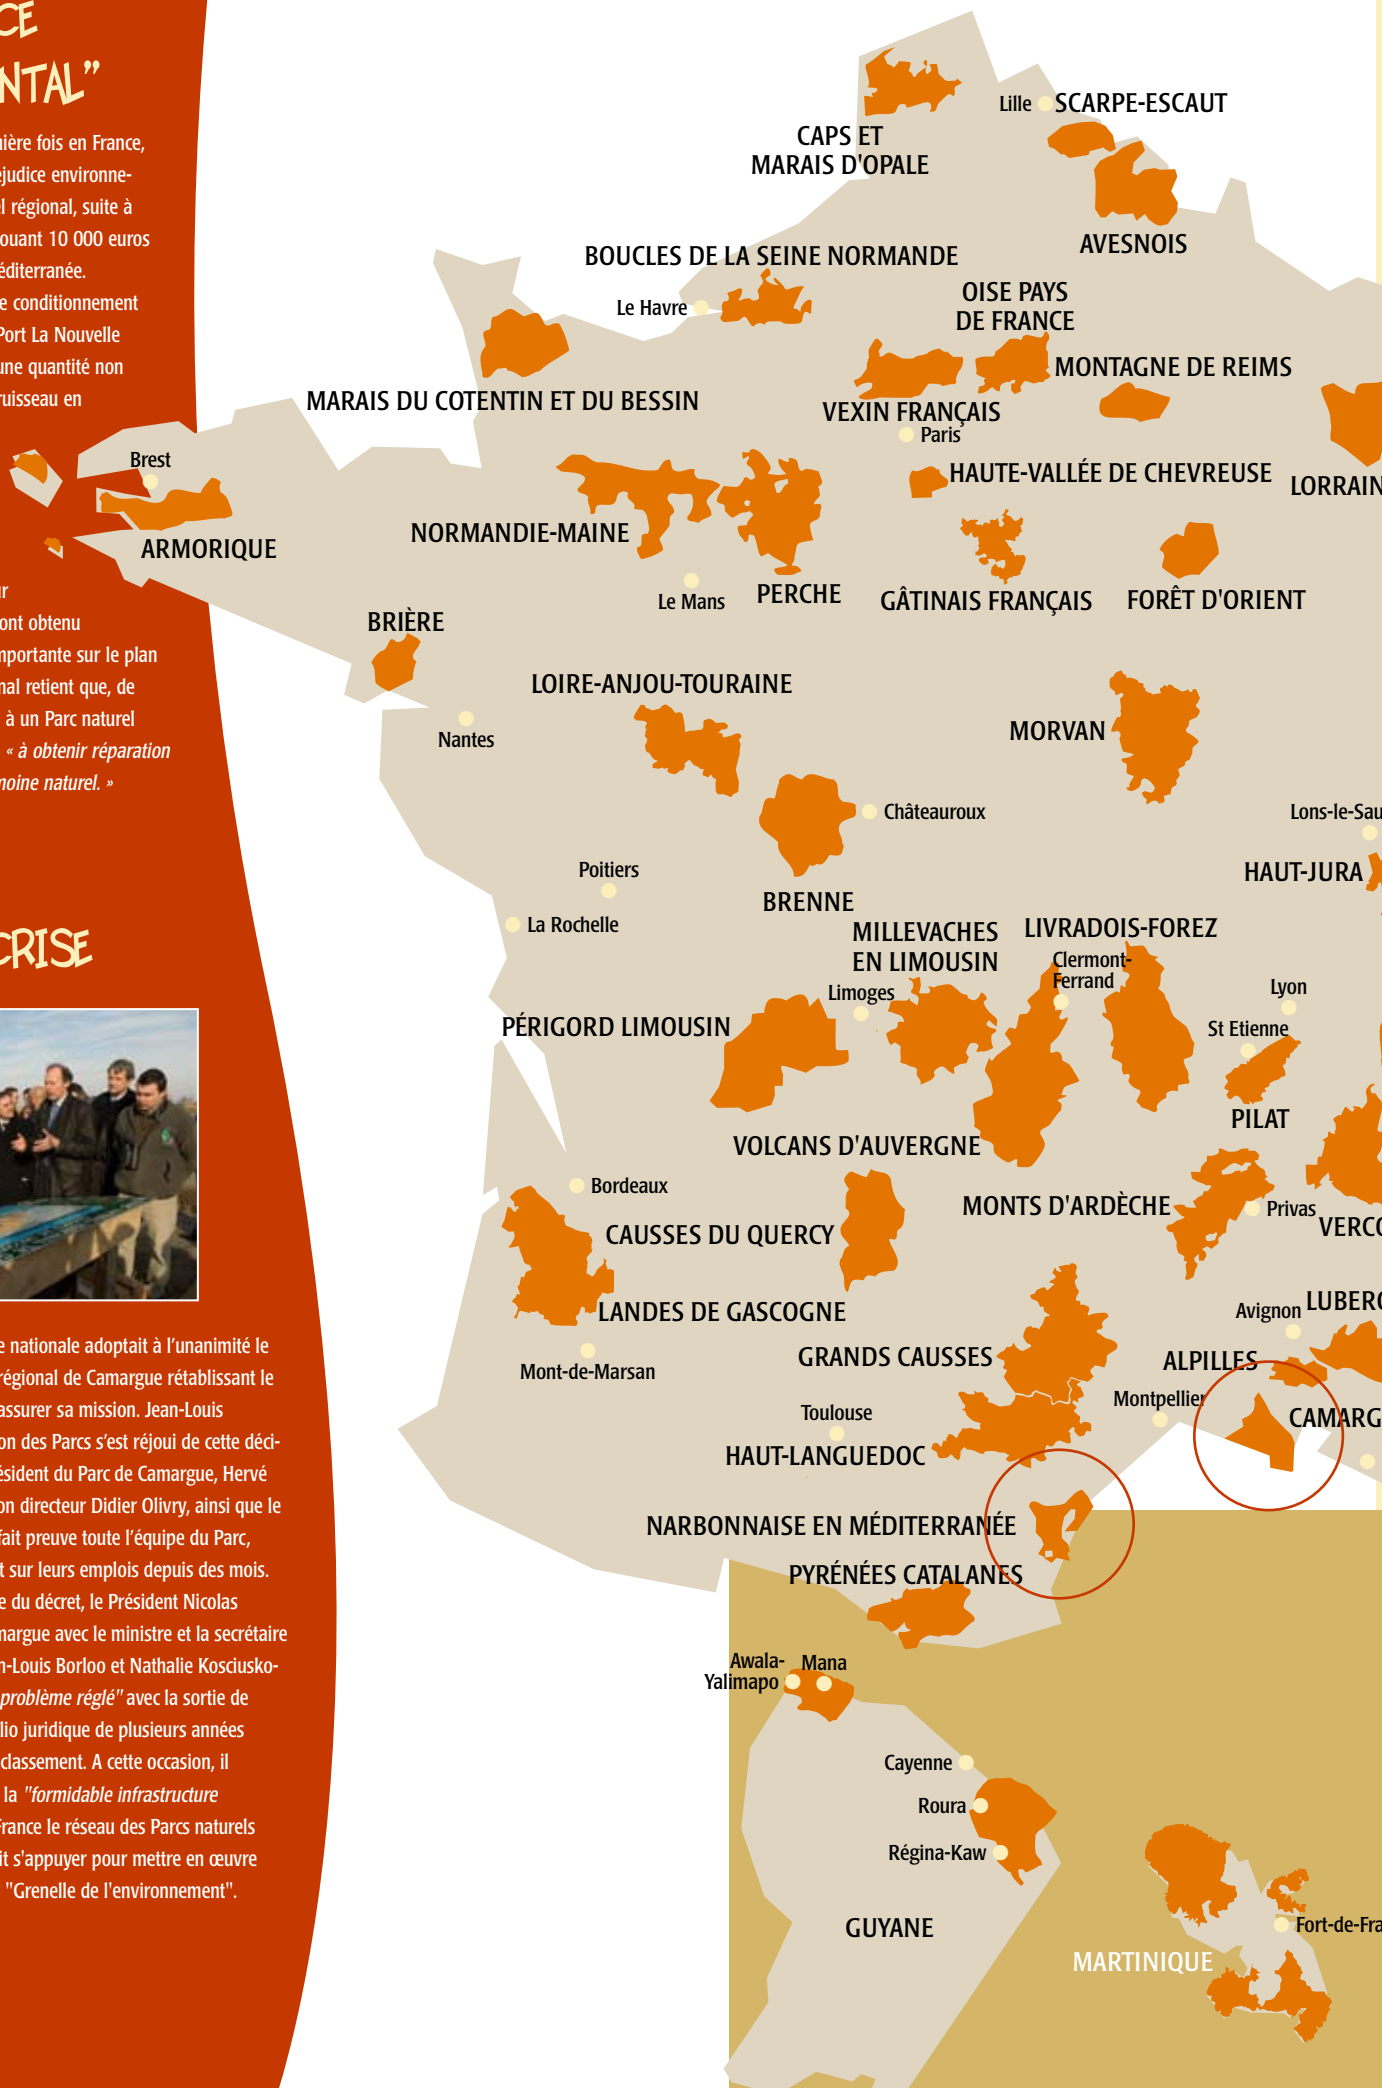 CE
NTAL”
nière fois en France,
éjudice environne-
el régional, suite à
ouant 10 000 euros
éditerranée.
e conditionnement
Port La Nouvelle
une quantité non
ruisseau en
ur
ont obtenu
mportante sur le plan
nal retient que, de
à un Parc naturel
« à obtenir réparation
moine naturel. »
CRISE
e nationale adoptait à l’unanimité le
régional de Camargue rétablissant le
assurer sa mission. Jean-Louis
on des Parcs s’est réjoui de cette déci-
ésident du Parc de Camargue, Hervé
on directeur Didier Olivry, ainsi que le
fait preuve toute l’équipe du Parc,
t sur leurs emplois depuis des mois.
e du décret, le Président Nicolas
margue avec le ministre et la secrétaire
n-Louis Borloo et Nathalie Kosciusko-
problème réglé" avec la sortie de
lio juridique de plusieurs années
classement. A cette occasion, il
la "formidable infrastructure
France le réseau des Parcs naturels
it s'appuyer pour mettre en œuvre
"Grenelle de l'environnement".
Lille
SCARPE-ESCAUT
CAPS ET
MARAIS D'OPALE
AVESNOIS
BOUCLES DE LA SEINE NORMANDE
Le Havre
OISE PAYS
DE FRANCE
MONTAGNE DE REIMS
MARAIS DU COTENTIN ET DU BESSIN
VEXIN FRANÇAIS
Paris
Brest
HAUTE-VALLÉE DE CHEVREUSE
LORRAIN
ARMORIQUE
NORMANDIE-MAINE
Le Mans
PERCHE
GÂTINAIS FRANÇAIS
FORÊT D'ORIENT
BRIÈRE
LOIRE-ANJOU-TOURAINE
Nantes
MORVAN
Châteauroux
Lons-le-Sau
Poitiers
HAUT-JURA
BRENNE
La Rochelle
MILLEVACHES
EN LIMOUSIN
LIVRADOIS-FOREZ
Clermont-
Ferrand
Limoges
Lyon
PÉRIGORD LIMOUSIN
St Etienne
PILAT
VOLCANS D'AUVERGNE
Bordeaux
MONTS D'ARDÈCHE
Privas
CAUSSES DU QUERCY
VERCO
LANDES DE GASCOGNE
Avignon
LUBERO
Mont-de-Marsan
GRANDS CAUSSES
ALPILLES
Montpellier
Toulouse
CAMARG
HAUT-LANGUEDOC
NARBONNAISE EN MÉDITERRANÉE
PYRÉNÉES CATALANES
Awala-
Yalimapo
Mana
Cayenne
Roura
Régina-Kaw
GUYANE
Fort-de-Fra
MARTINIQUE